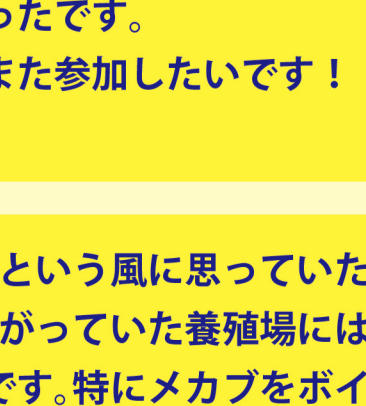 ったです。
また参加したいです！
という風に思っていた
がっていた養殖場には
です。特にメカブをボイ